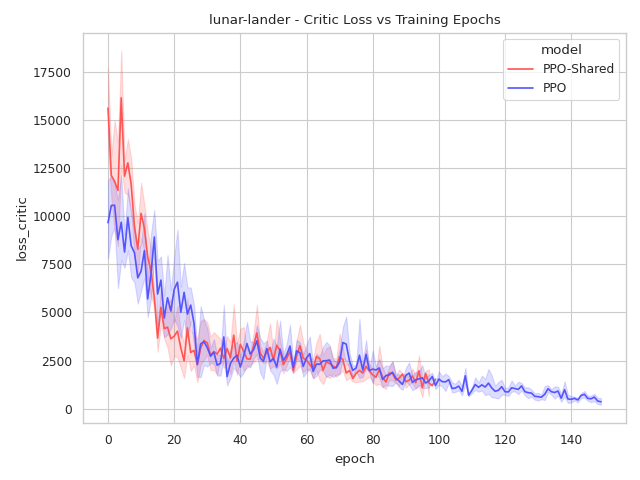 lunar-lander - Critic Loss vs Training Epochs
model
PPO-Shared
PPO
17500
15000
12500
10000
7500
5000
2500
0
loss_critic
0 20 40 60 80 100 120 140
epoch